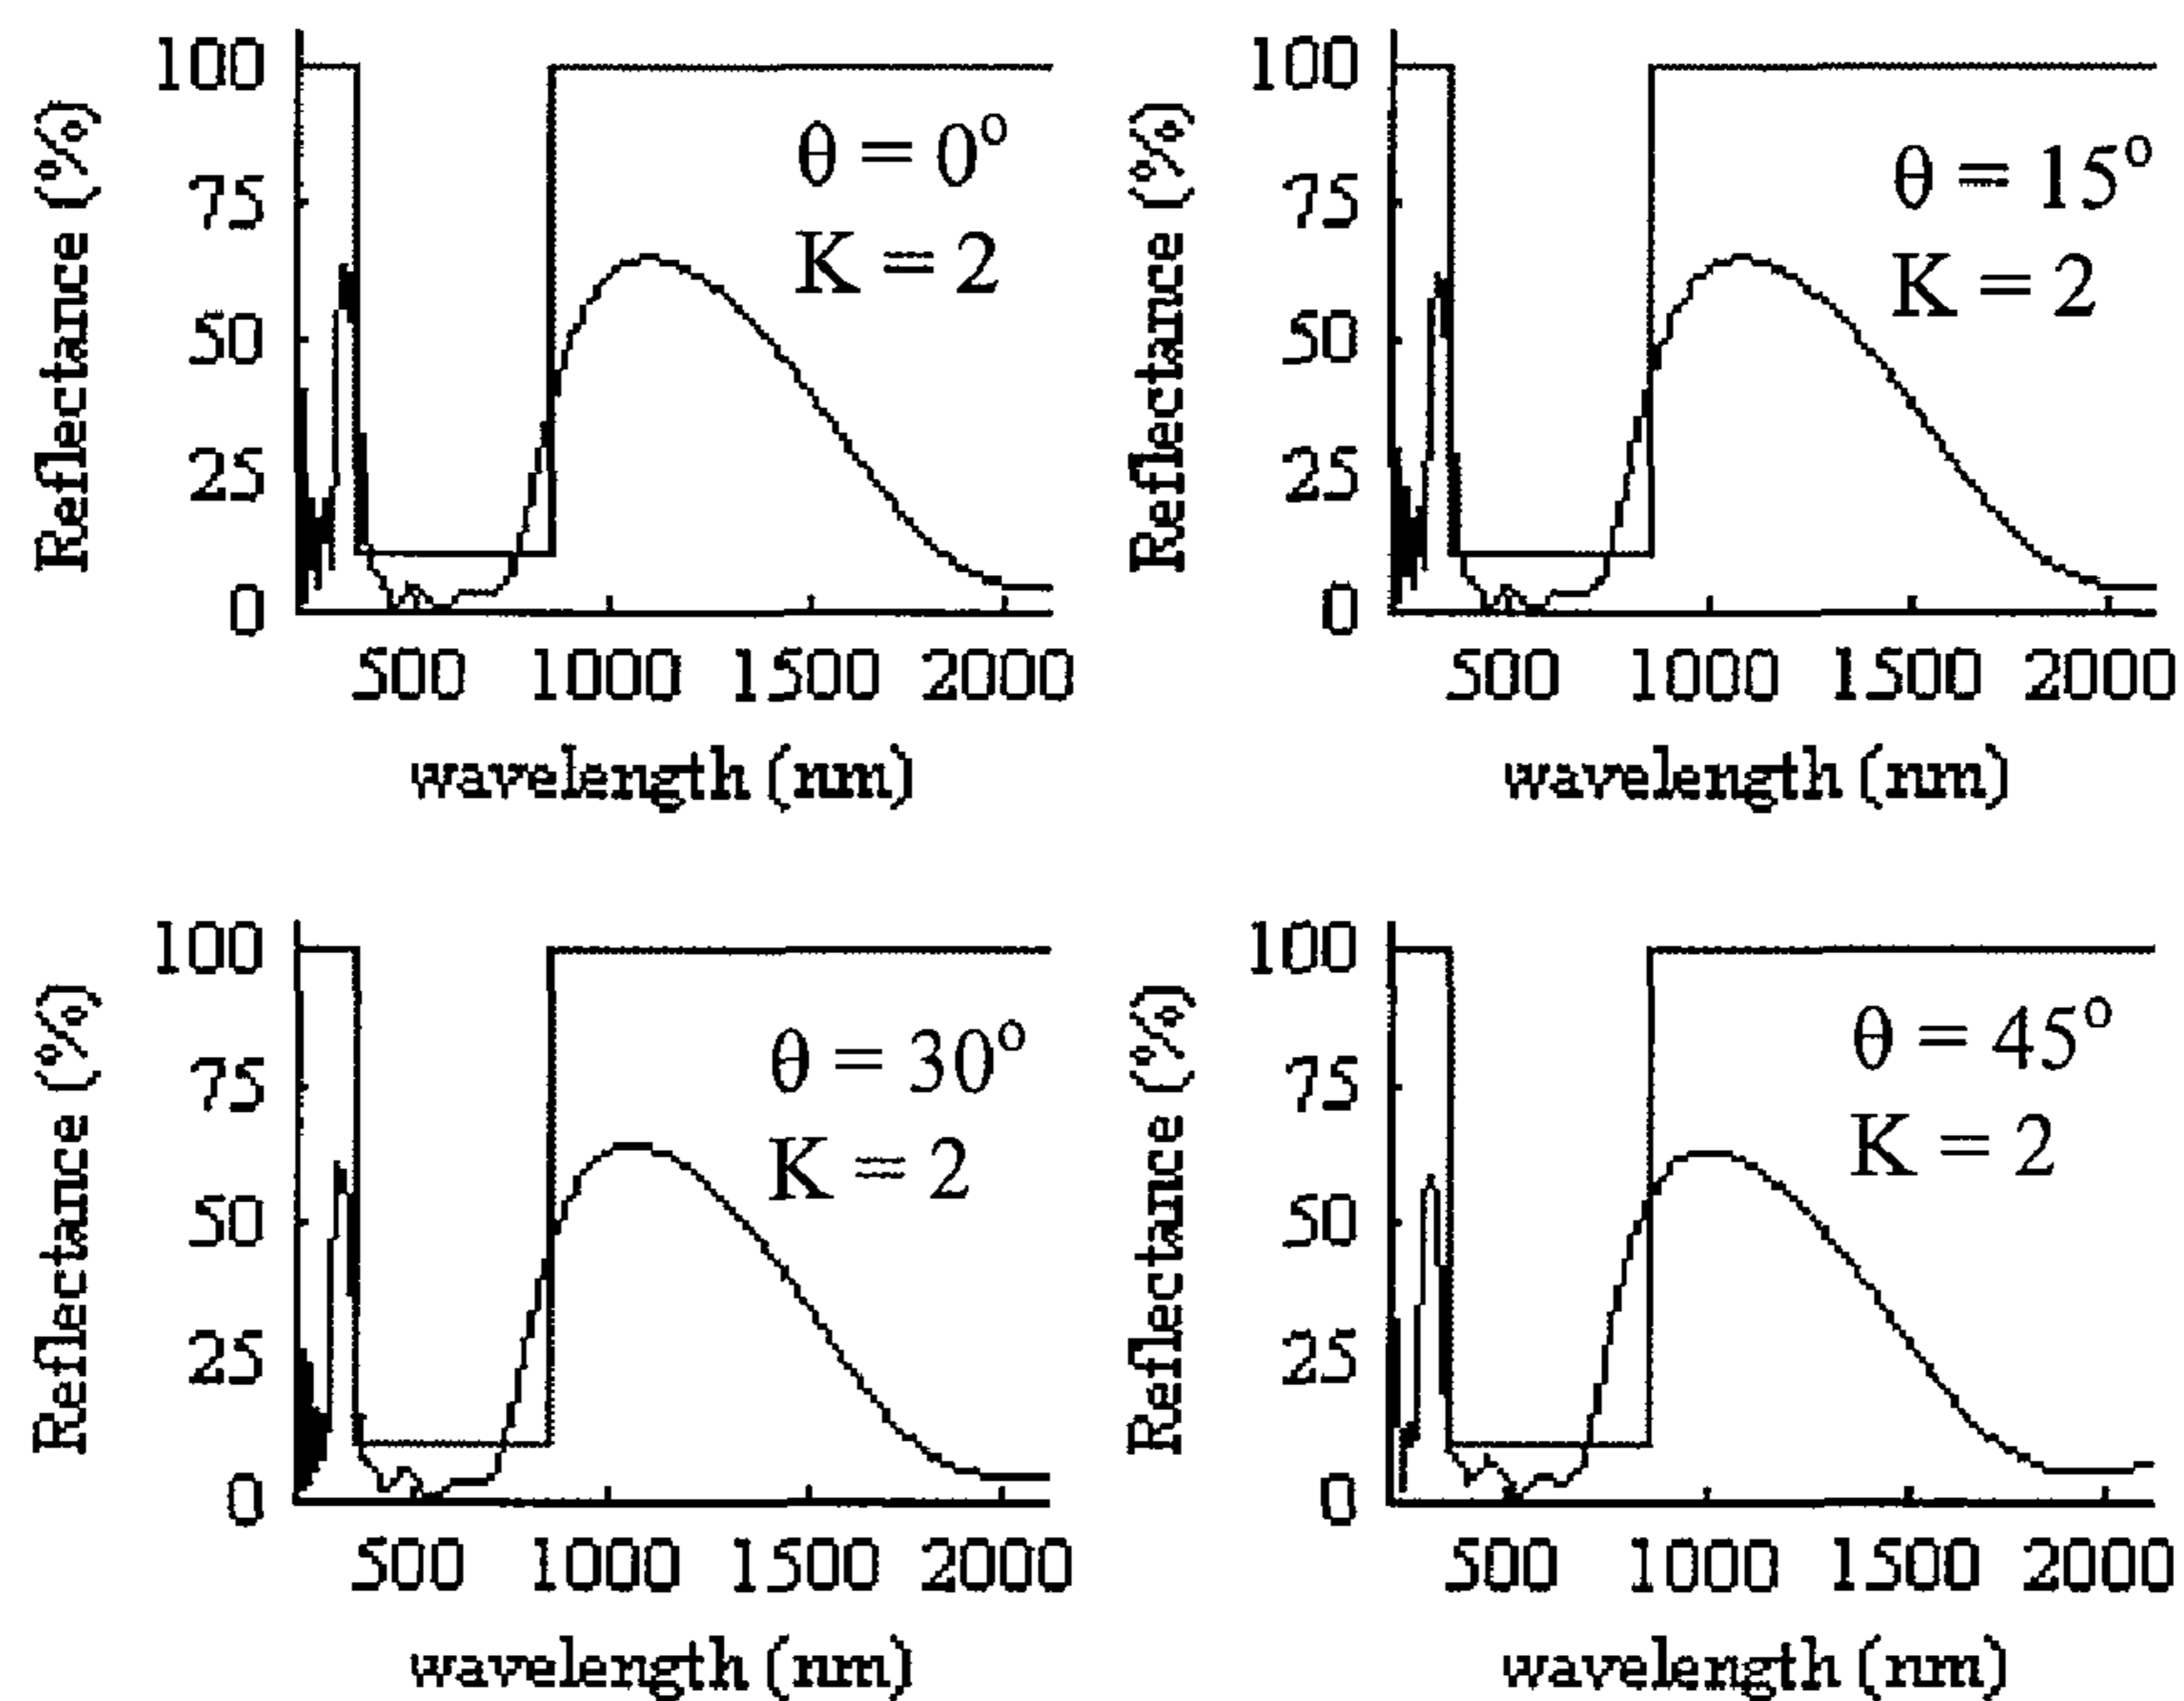 Reflectance (%)
100
75
50
25
0
θ = 0°
K = 2
500 1000 1500 2000
wavelength (nm)
Reflectance (%)
100
75
50
25
0
θ = 15°
K = 2
500 1000 1500 2000
wavelength (nm)
Reflectance (%)
100
75
50
25
0
θ = 30°
K = 2
500 1000 1500 2000
wavelength (nm)
Reflectance (%)
100
75
50
25
0
θ = 45°
K = 2
500 1000 1500 2000
wavelength (nm)